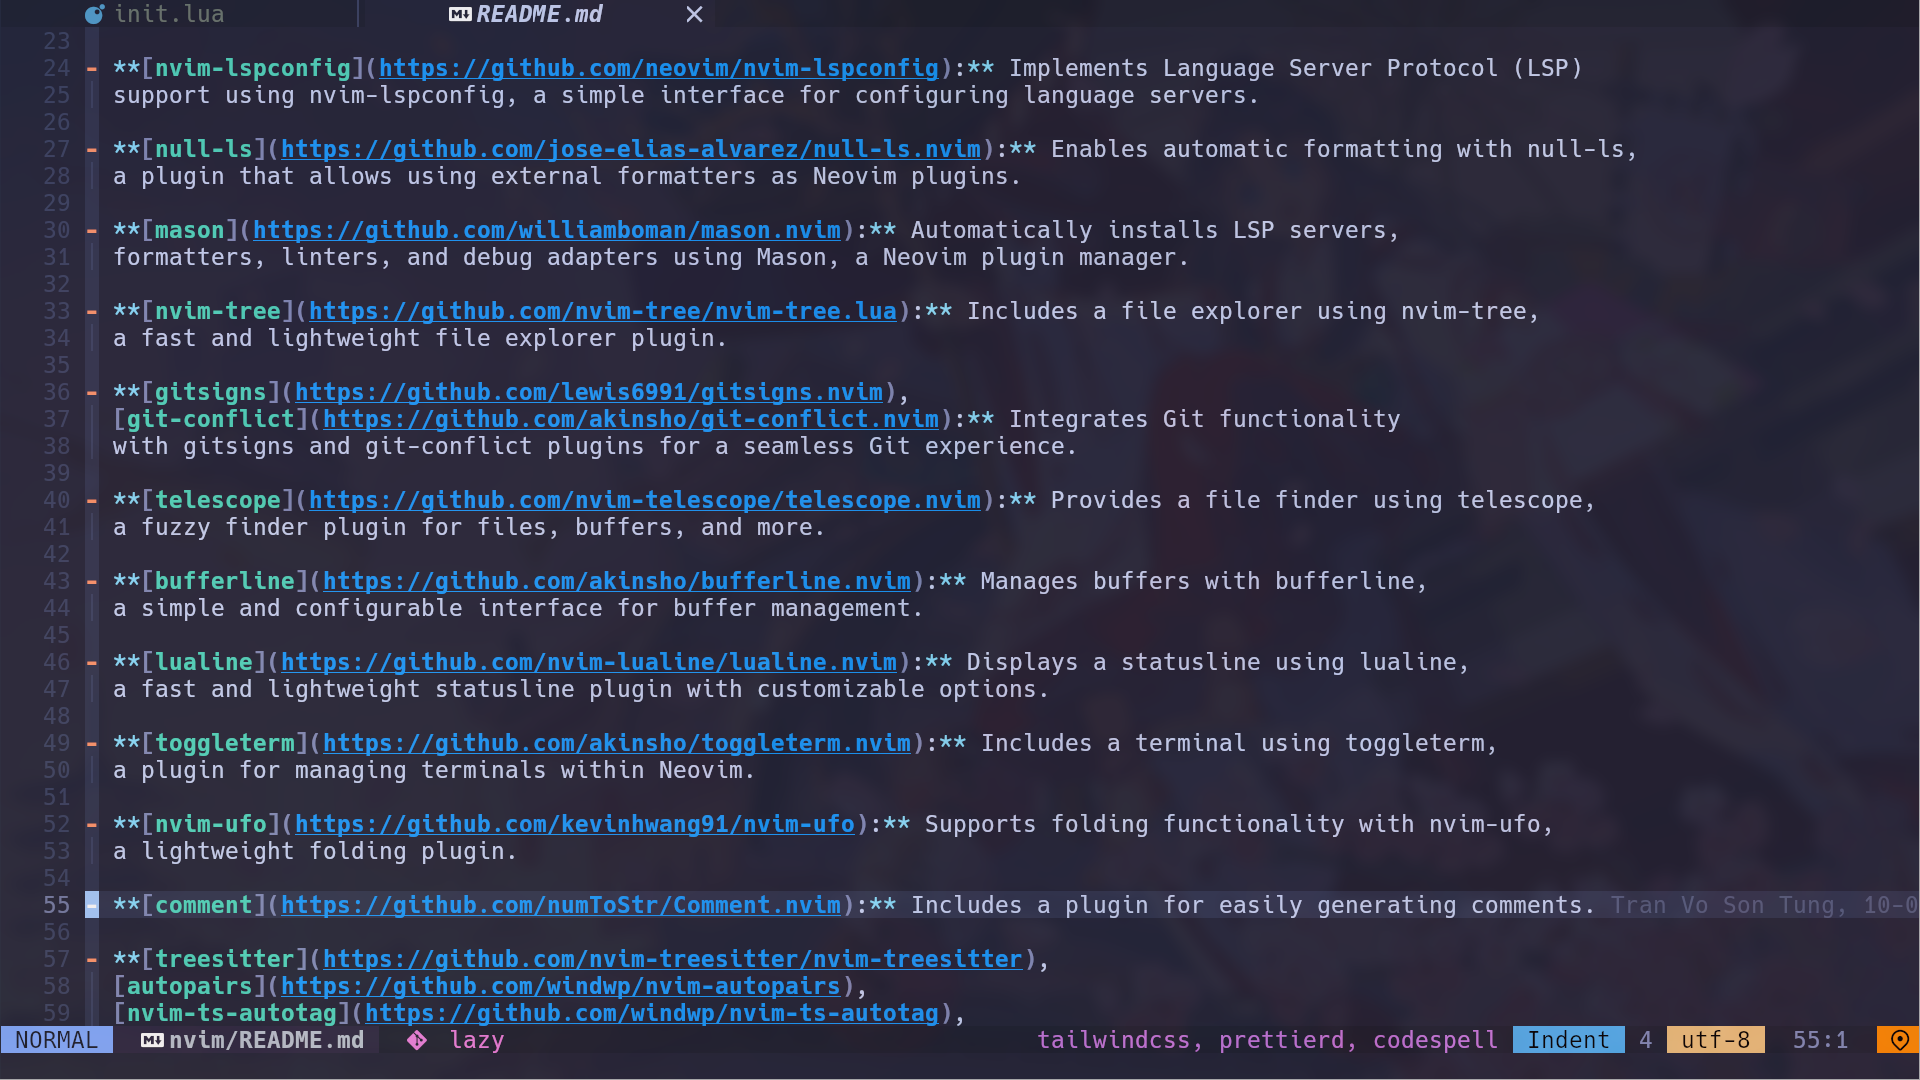 init.lua README.md
23
24 - **[nvim-lspconfig](https://github.com/neovim/nvim-lspconfig):** Implements Language Server Protocol (LSP)
25 support using nvim-lspconfig, a simple interface for configuring language servers.
26
27 - **[null-ls](https://github.com/jose-elias-alvarez/null-ls.nvim):** Enables automatic formatting with null-ls,
28 a plugin that allows using external formatters as Neovim plugins.
29
30 - **[mason](https://github.com/williamboman/mason.nvim):** Automatically installs LSP servers,
31 formatters, linters, and debug adapters using Mason, a Neovim plugin manager.
32
33 - **[nvim-tree](https://github.com/nvim-tree/nvim-tree.lua):** Includes a file explorer using nvim-tree,
34 a fast and lightweight file explorer plugin.
35
36 - **[gitsigns](https://github.com/lewis6991/gitsigns.nvim),
37 [git-conflict](https://github.com/akinsho/git-conflict.nvim):** Integrates Git functionality
38 with gitsigns and git-conflict plugins for a seamless Git experience.
39
40 - **[telescope](https://github.com/nvim-telescope/telescope.nvim):** Provides a file finder using telescope,
41 a fuzzy finder plugin for files, buffers, and more.
42
43 - **[bufferline](https://github.com/akinsho/bufferline.nvim):** Manages buffers with bufferline,
44 a simple and configurable interface for buffer management.
45
46 - **[lualine](https://github.com/nvim-lualine/lualine.nvim):** Displays a statusline using lualine,
47 a fast and lightweight statusline plugin with customizable options.
48
49 - **[toggleterm](https://github.com/akinsho/toggleterm.nvim):** Includes a terminal using toggleterm,
50 a plugin for managing terminals within Neovim.
51
52 - **[nvim-ufo](https://github.com/kevinhwang91/nvim-ufo):** Supports folding functionality with nvim-ufo,
53 a lightweight folding plugin.
54
55 - **[comment](https://github.com/numToStr/Comment.nvim):** Includes a plugin for easily generating comments. Tran Vo Son Tung, 10-0
56
57 - **[treesitter](https://github.com/nvim-treesitter/nvim-treesitter),
58 [autopairs](https://github.com/windwp/nvim-autopairs),
59 [nvim-ts-autotag](https://github.com/windwp/nvim-ts-autotag),
NORMAL nvim/README.md lazy tailwindcss, prettierd, codespell Indent 4 utf-8 55:1